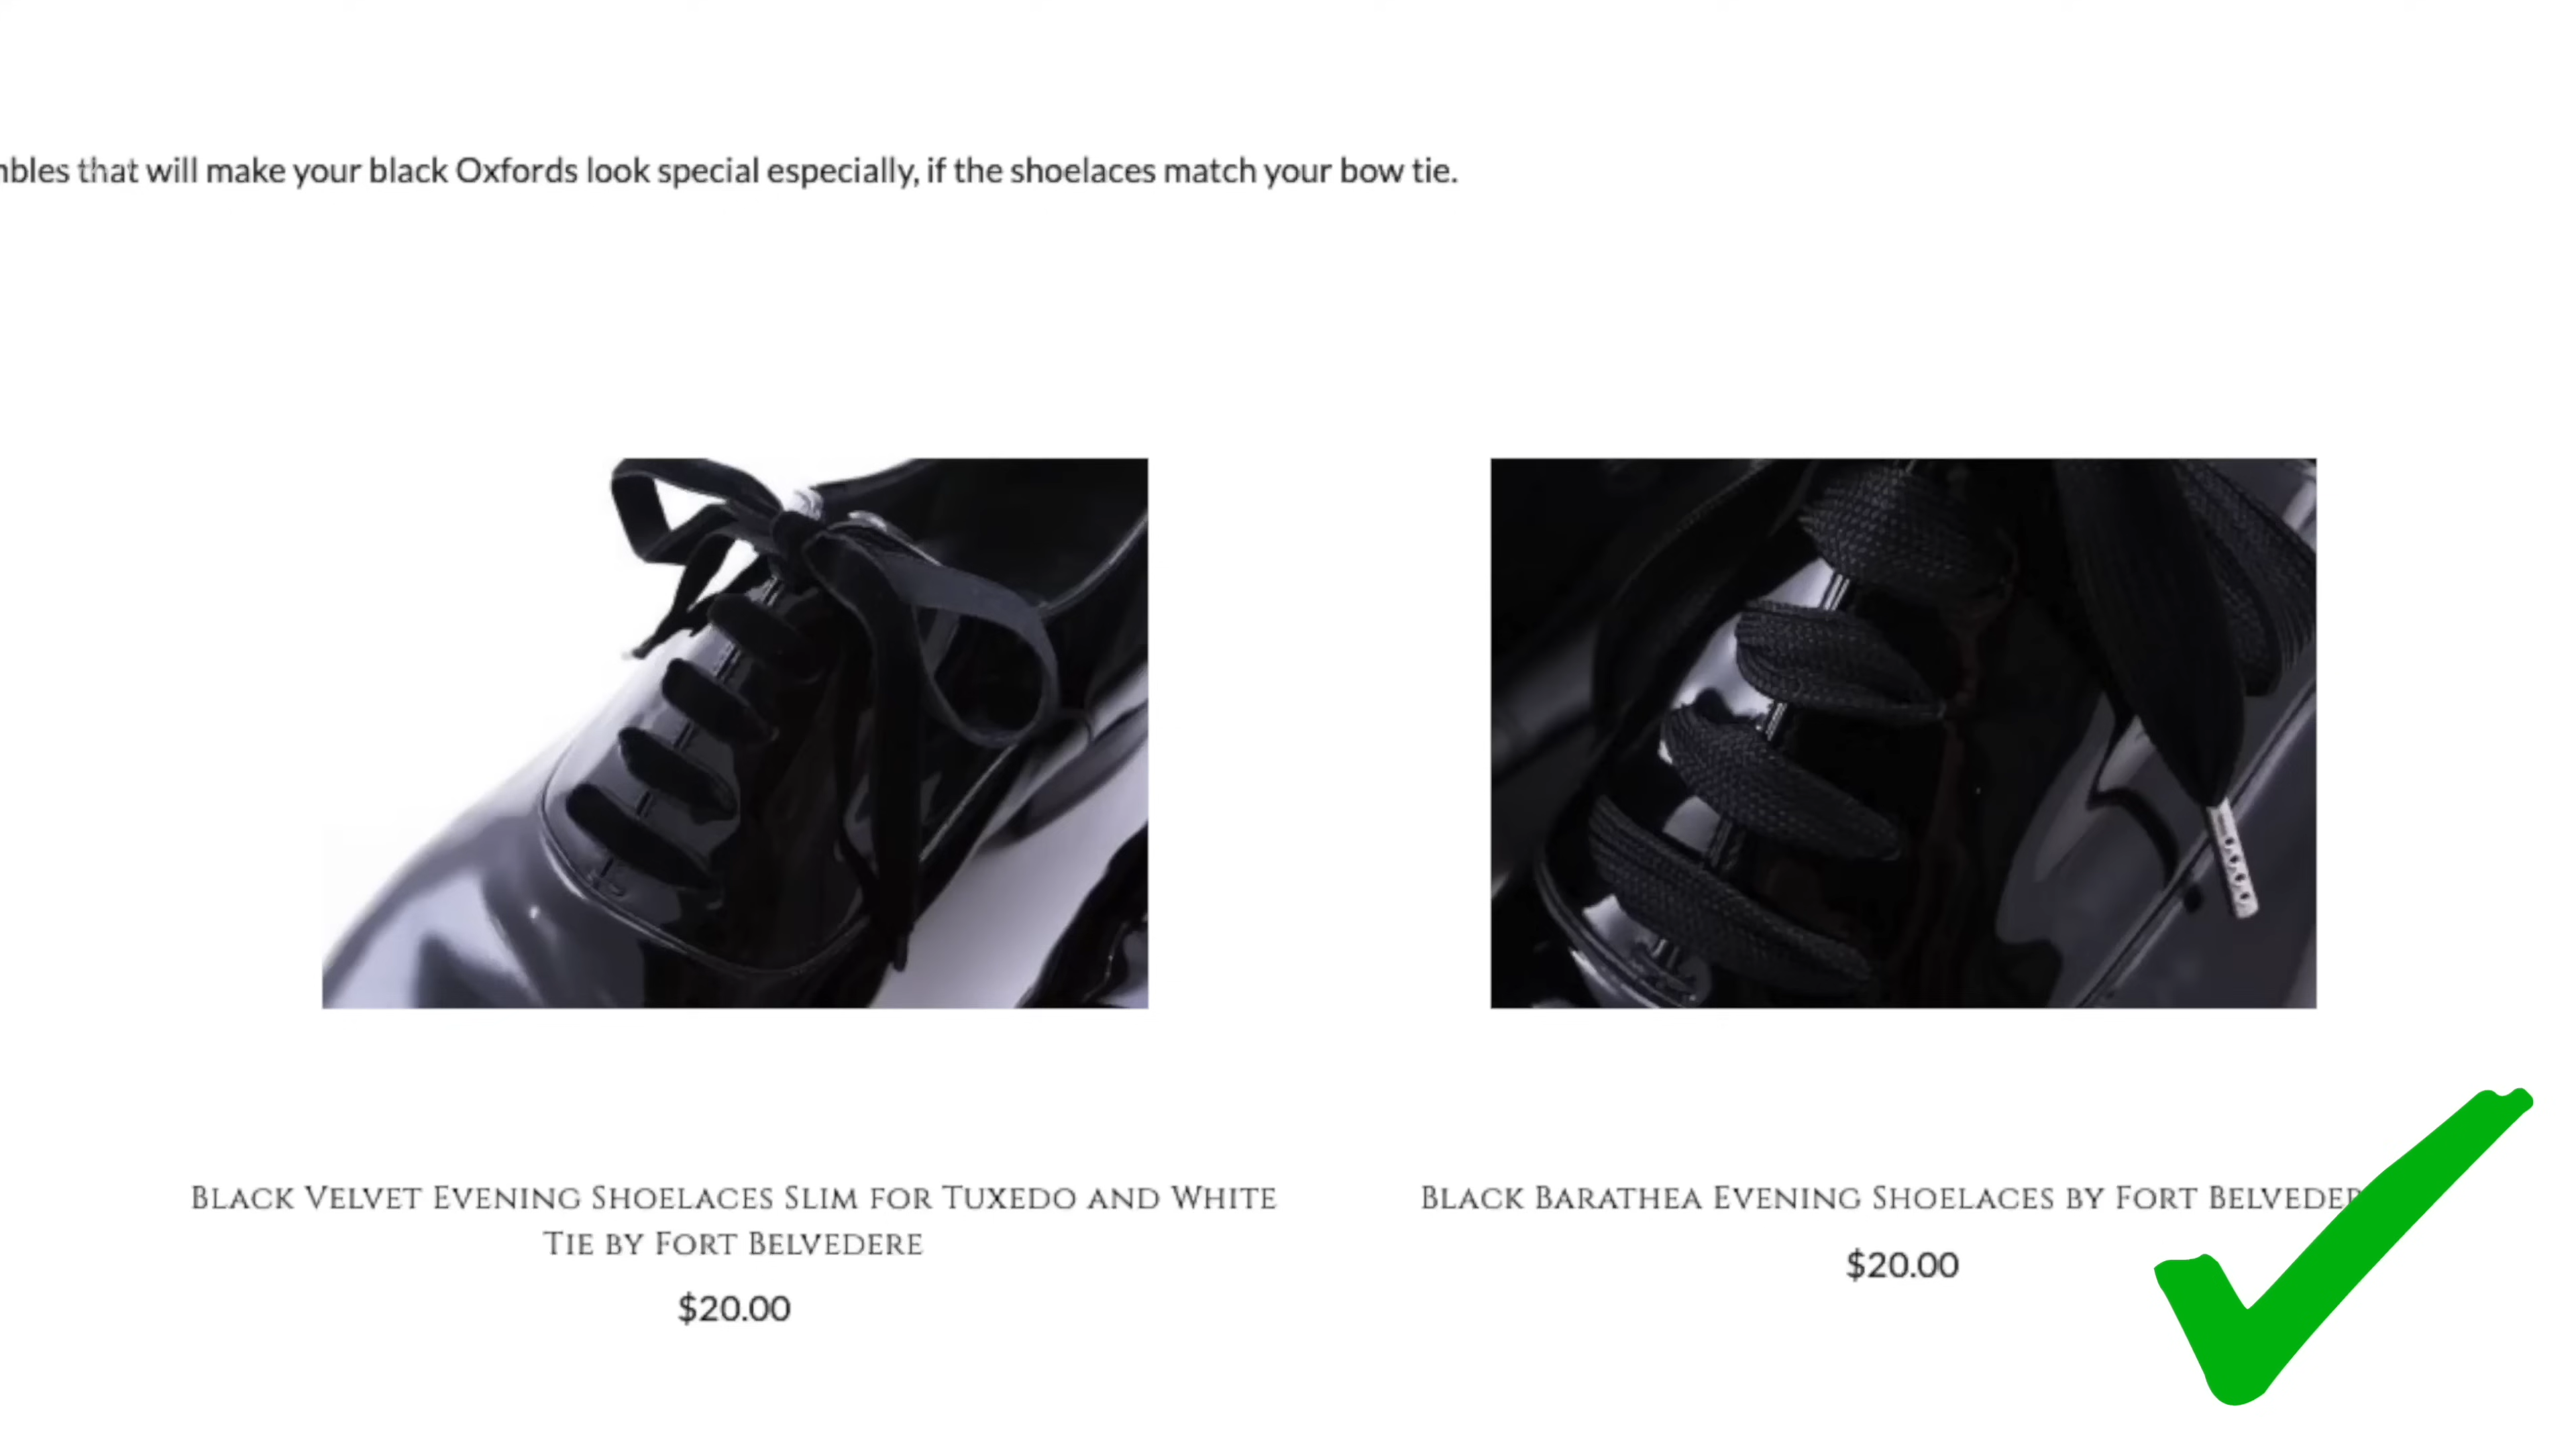 that will make your black Oxfords look special especially, if the shoelaces match your bow tie.
Black Velvet Evening Shoelaces Slim for Tuxedo and White
Tie by Fort Belvedere
$20.00
Black Barathea Evening Shoelaces by Fort
$20.00